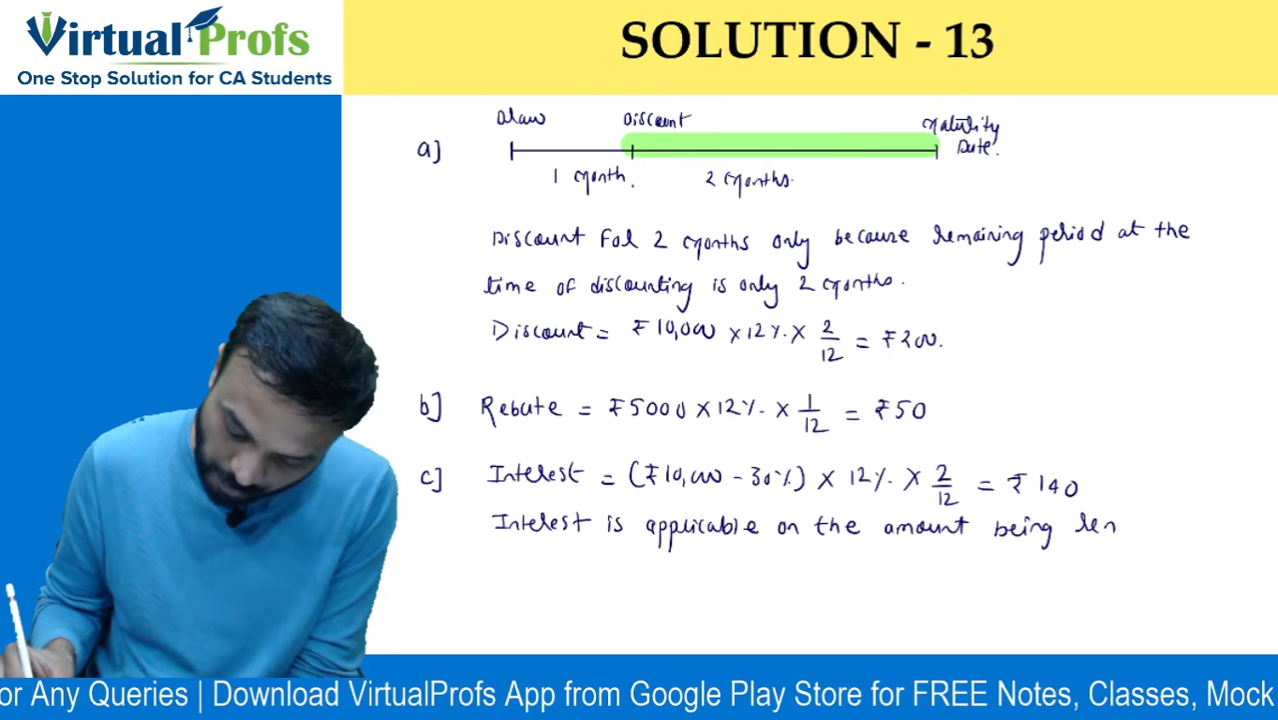 Virtual Profs
One Stop Solution for CA Students
SOLUTION - 13
a]
Draw Discount Maturity Date.
1 month. 2 months.
Discount for 2 months only because remaining period at the
time of discounting is only 2 months.
Discount = ₹10,000 × 12% × 2/12 = ₹200.
b] Rebate = ₹5000 × 12% × 1/12 = ₹50
c] Interest = (₹10,000 - 30%) × 12% × 2/12 = ₹140
Interest is applicable on the amount being len
or Any Queries | Download VirtualProfs App from Google Play Store for FREE Notes, Classes, Mock